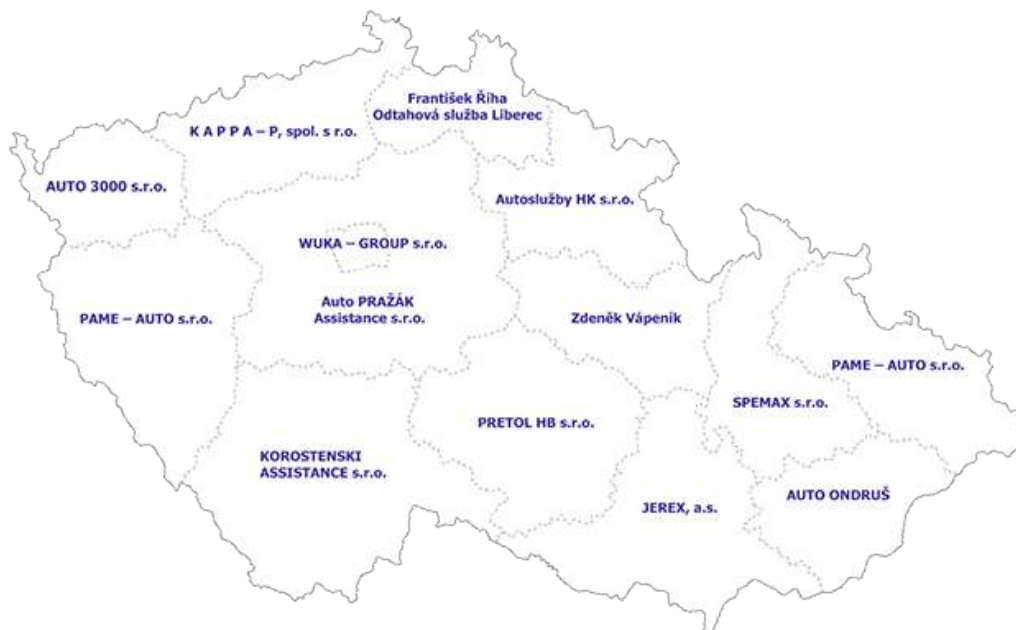 František Říha
Odtahová služba Liberec
K A P P A – P, spol. s r.o.
AUTO 3000 s.r.o.
Autoslužby HK s.r.o.
WUKA – GROUP s.r.o.
Auto PRAŽÁK
Assistance s.r.o.
PAME – AUTO s.r.o.
Zdeněk Vápeník
PAME – AUTO s.r.o.
SPEMAX s.r.o.
PRETOL HB s.r.o.
KOROSTENSKI
ASSISTANCE s.r.o.
AUTO ONDRUŠ
JEREX, a.s.